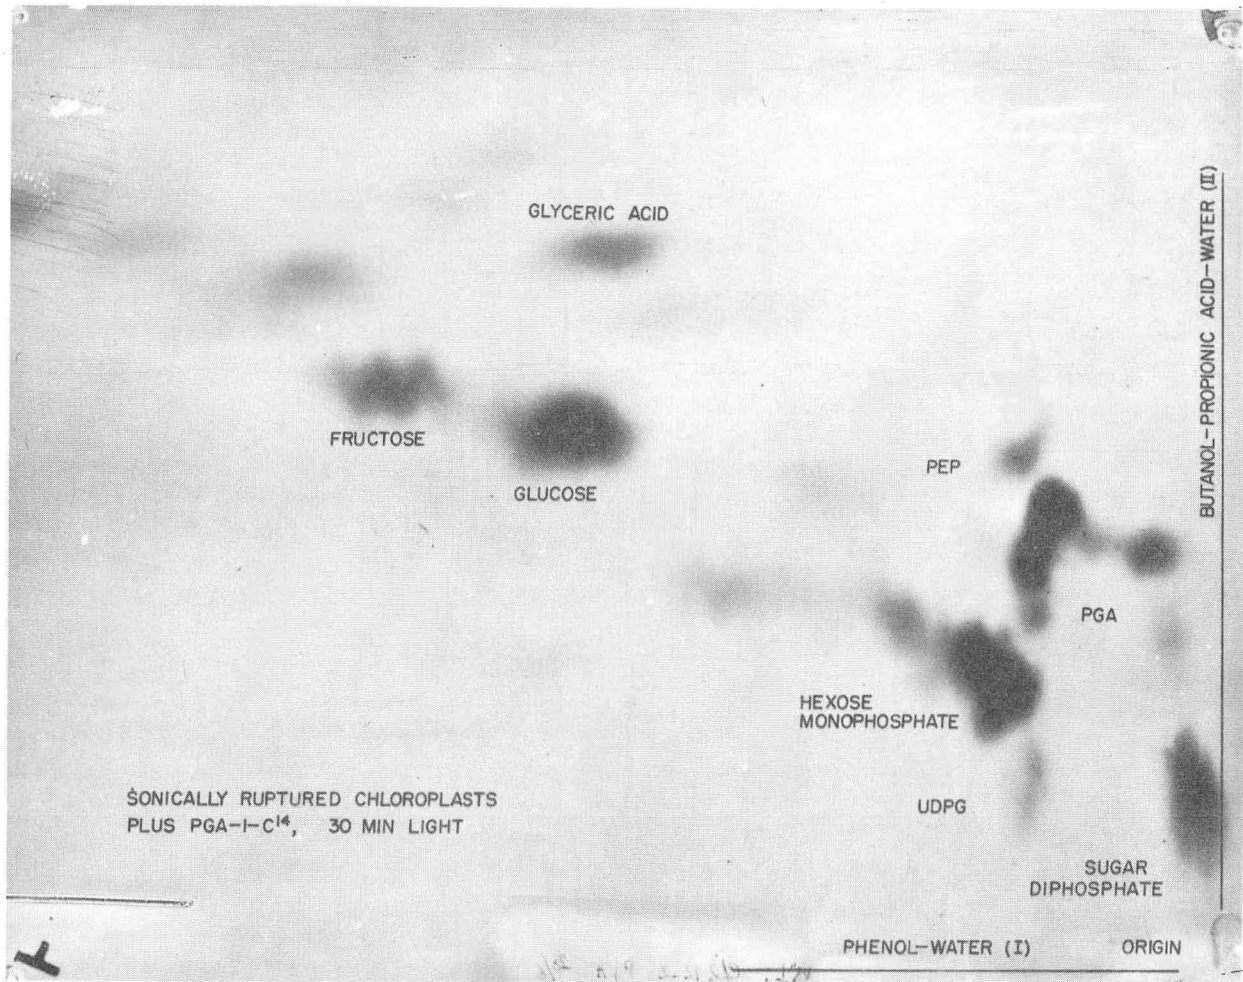 GLYCERIC ACID
BUTANOL-PROPIONIC ACID-WATER (II)
FRUCTOSE
GLUCOSE
PEP
PGA
HEXOSE
MONOPHOSPHATE
SONICALLY RUPTURED CHLOROPLASTS
PLUS PGA-1-C¹⁴, 30 MIN LIGHT
UDPG
SUGAR
DIPHOSPHATE
PHENOL-WATER (I)
ORIGIN